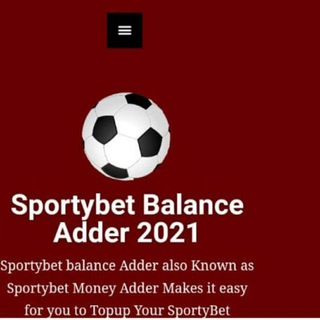 Sportybet Balance
Adder 2021
Sportybet balance Adder also Known as
Sportybet Money Adder Makes it easy
for you to Topup Your SportyBet